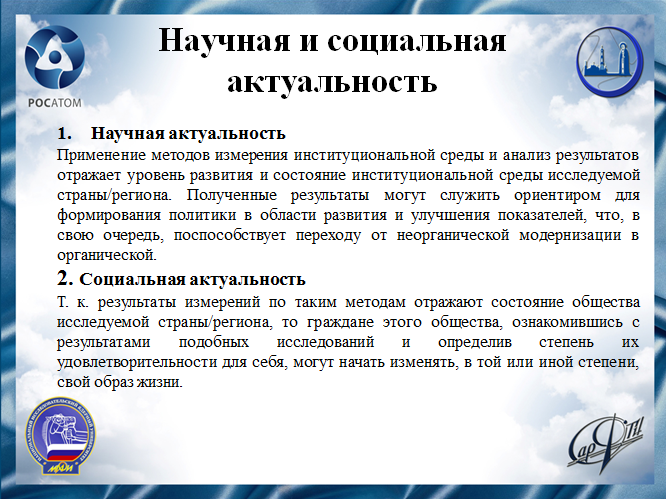 Научная и социальная
актуальность
РОСАТОМ
1. Научная актуальность
Применение методов измерения институциональной среды и анализ результатов
отражает уровень развития и состояние институциональной среды исследуемой
страны/региона. Полученные результаты могут служить ориентиром для
формирования политики в области развития и улучшения показателей, что, в
свою очередь, поспособствует переходу от неорганической модернизации в
органической.
2. Социальная актуальность
Т. к. результаты измерений по таким методам отражают состояние общества
исследуемой страны/региона, то граждане этого общества, ознакомившись с
результатами подобных исследований и определив степень их
удовлетворительности для себя, могут начать изменять, в той или иной степени,
свой образ жизни.
МИФИ
СарФТИ